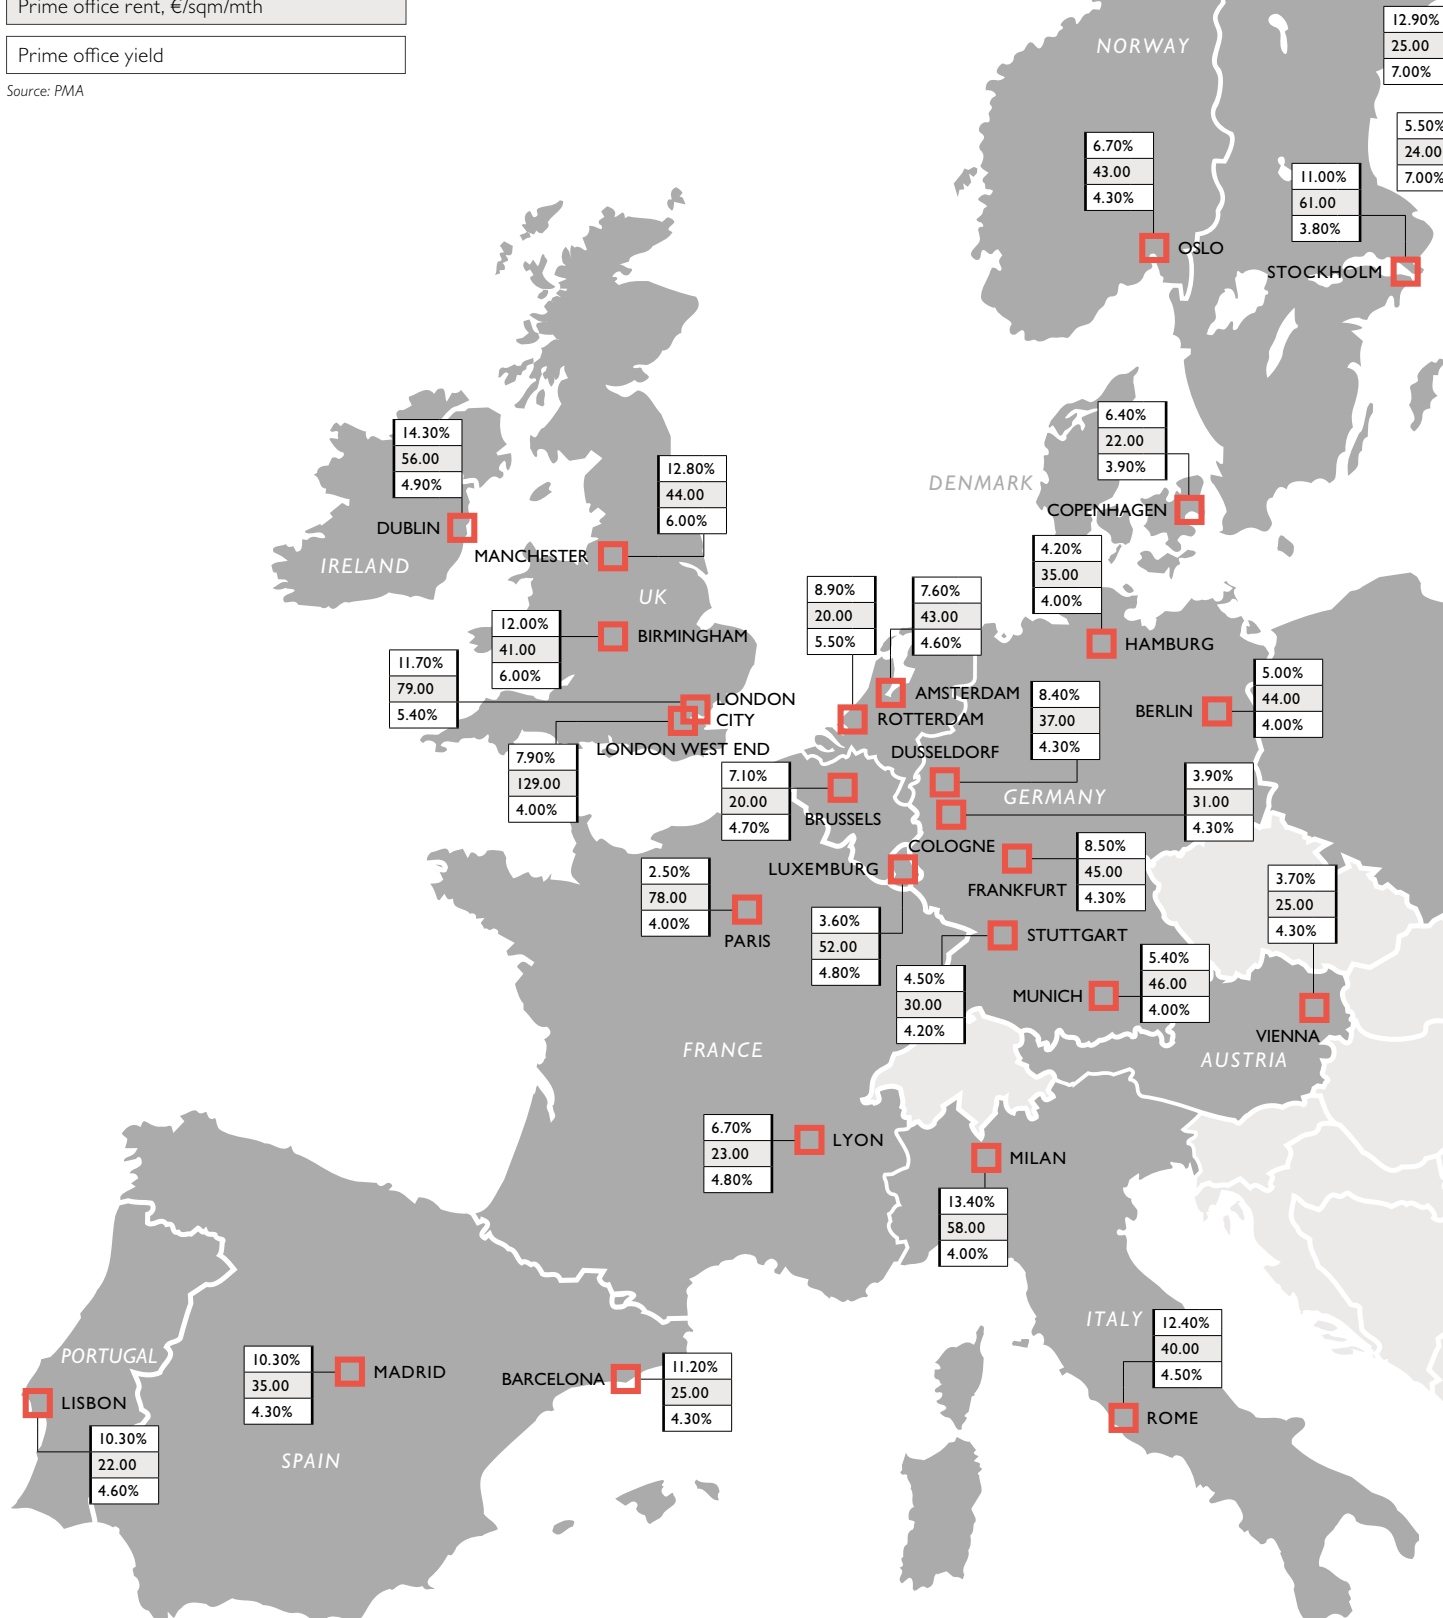 Prime office rent, €/sqm/mth
Prime office yield
Source: PMA
NORWAY
12.90%
25.00
7.00%
5.50%
24.00
7.00%
6.70%
43.00
4.30%
OSLO
11.00%
61.00
3.80%
STOCKHOLM
14.30%
56.00
4.90%
DUBLIN
IRELAND
12.80%
44.00
6.00%
MANCHESTER
UK
DENMARK
6.40%
22.00
3.90%
COPENHAGEN
12.00%
41.00
6.00%
BIRMINGHAM
11.70%
79.00
5.40%
LONDON
CITY
7.90%
129.00
4.00%
LONDON WEST END
8.90%
20.00
5.50%
ROTTERDAM
7.60%
43.00
4.60%
AMSTERDAM
4.20%
35.00
4.00%
HAMBURG
5.00%
44.00
4.00%
BERLIN
8.40%
37.00
4.30%
DUSSELDORF
GERMANY
3.90%
31.00
4.30%
COLOGNE
7.10%
20.00
4.70%
BRUSSELS
LUXEMBURG
3.60%
52.00
4.80%
8.50%
45.00
4.30%
FRANKFURT
2.50%
78.00
4.00%
PARIS
STUTTGART
4.50%
30.00
4.20%
5.40%
46.00
4.00%
MUNICH
3.70%
25.00
4.30%
VIENNA
AUSTRIA
FRANCE
6.70%
23.00
4.80%
LYON
MILAN
13.40%
58.00
4.00%
ITALY
12.40%
40.00
4.50%
ROME
PORTUGAL
LISBON
10.30%
22.00
4.60%
10.30%
35.00
4.30%
MADRID
SPAIN
BARCELONA
11.20%
25.00
4.30%